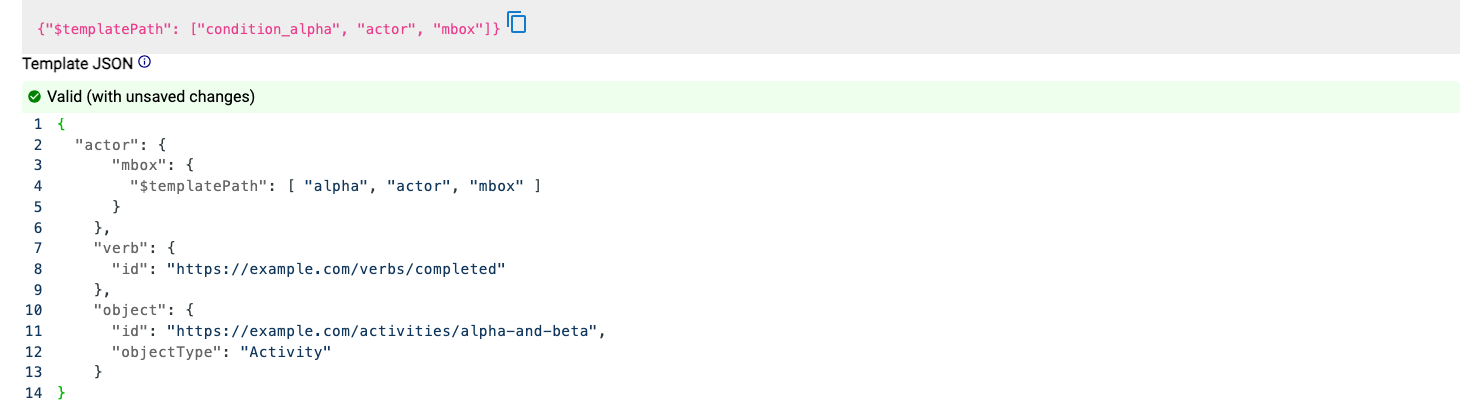 {"$templatePath": ["condition_alpha", "actor", "mbox"]}
Template JSON
Valid (with unsaved changes)
1 {
2 "actor": {
3 "mbox": {
4 "$templatePath": [ "alpha", "actor", "mbox" ]
5 }
6 },
7 "verb": {
8 "id": "https://example.com/verbs/completed"
9 },
10 "object": {
11 "id": "https://example.com/activities/alpha-and-beta",
12 "objectType": "Activity"
13 }
14 }